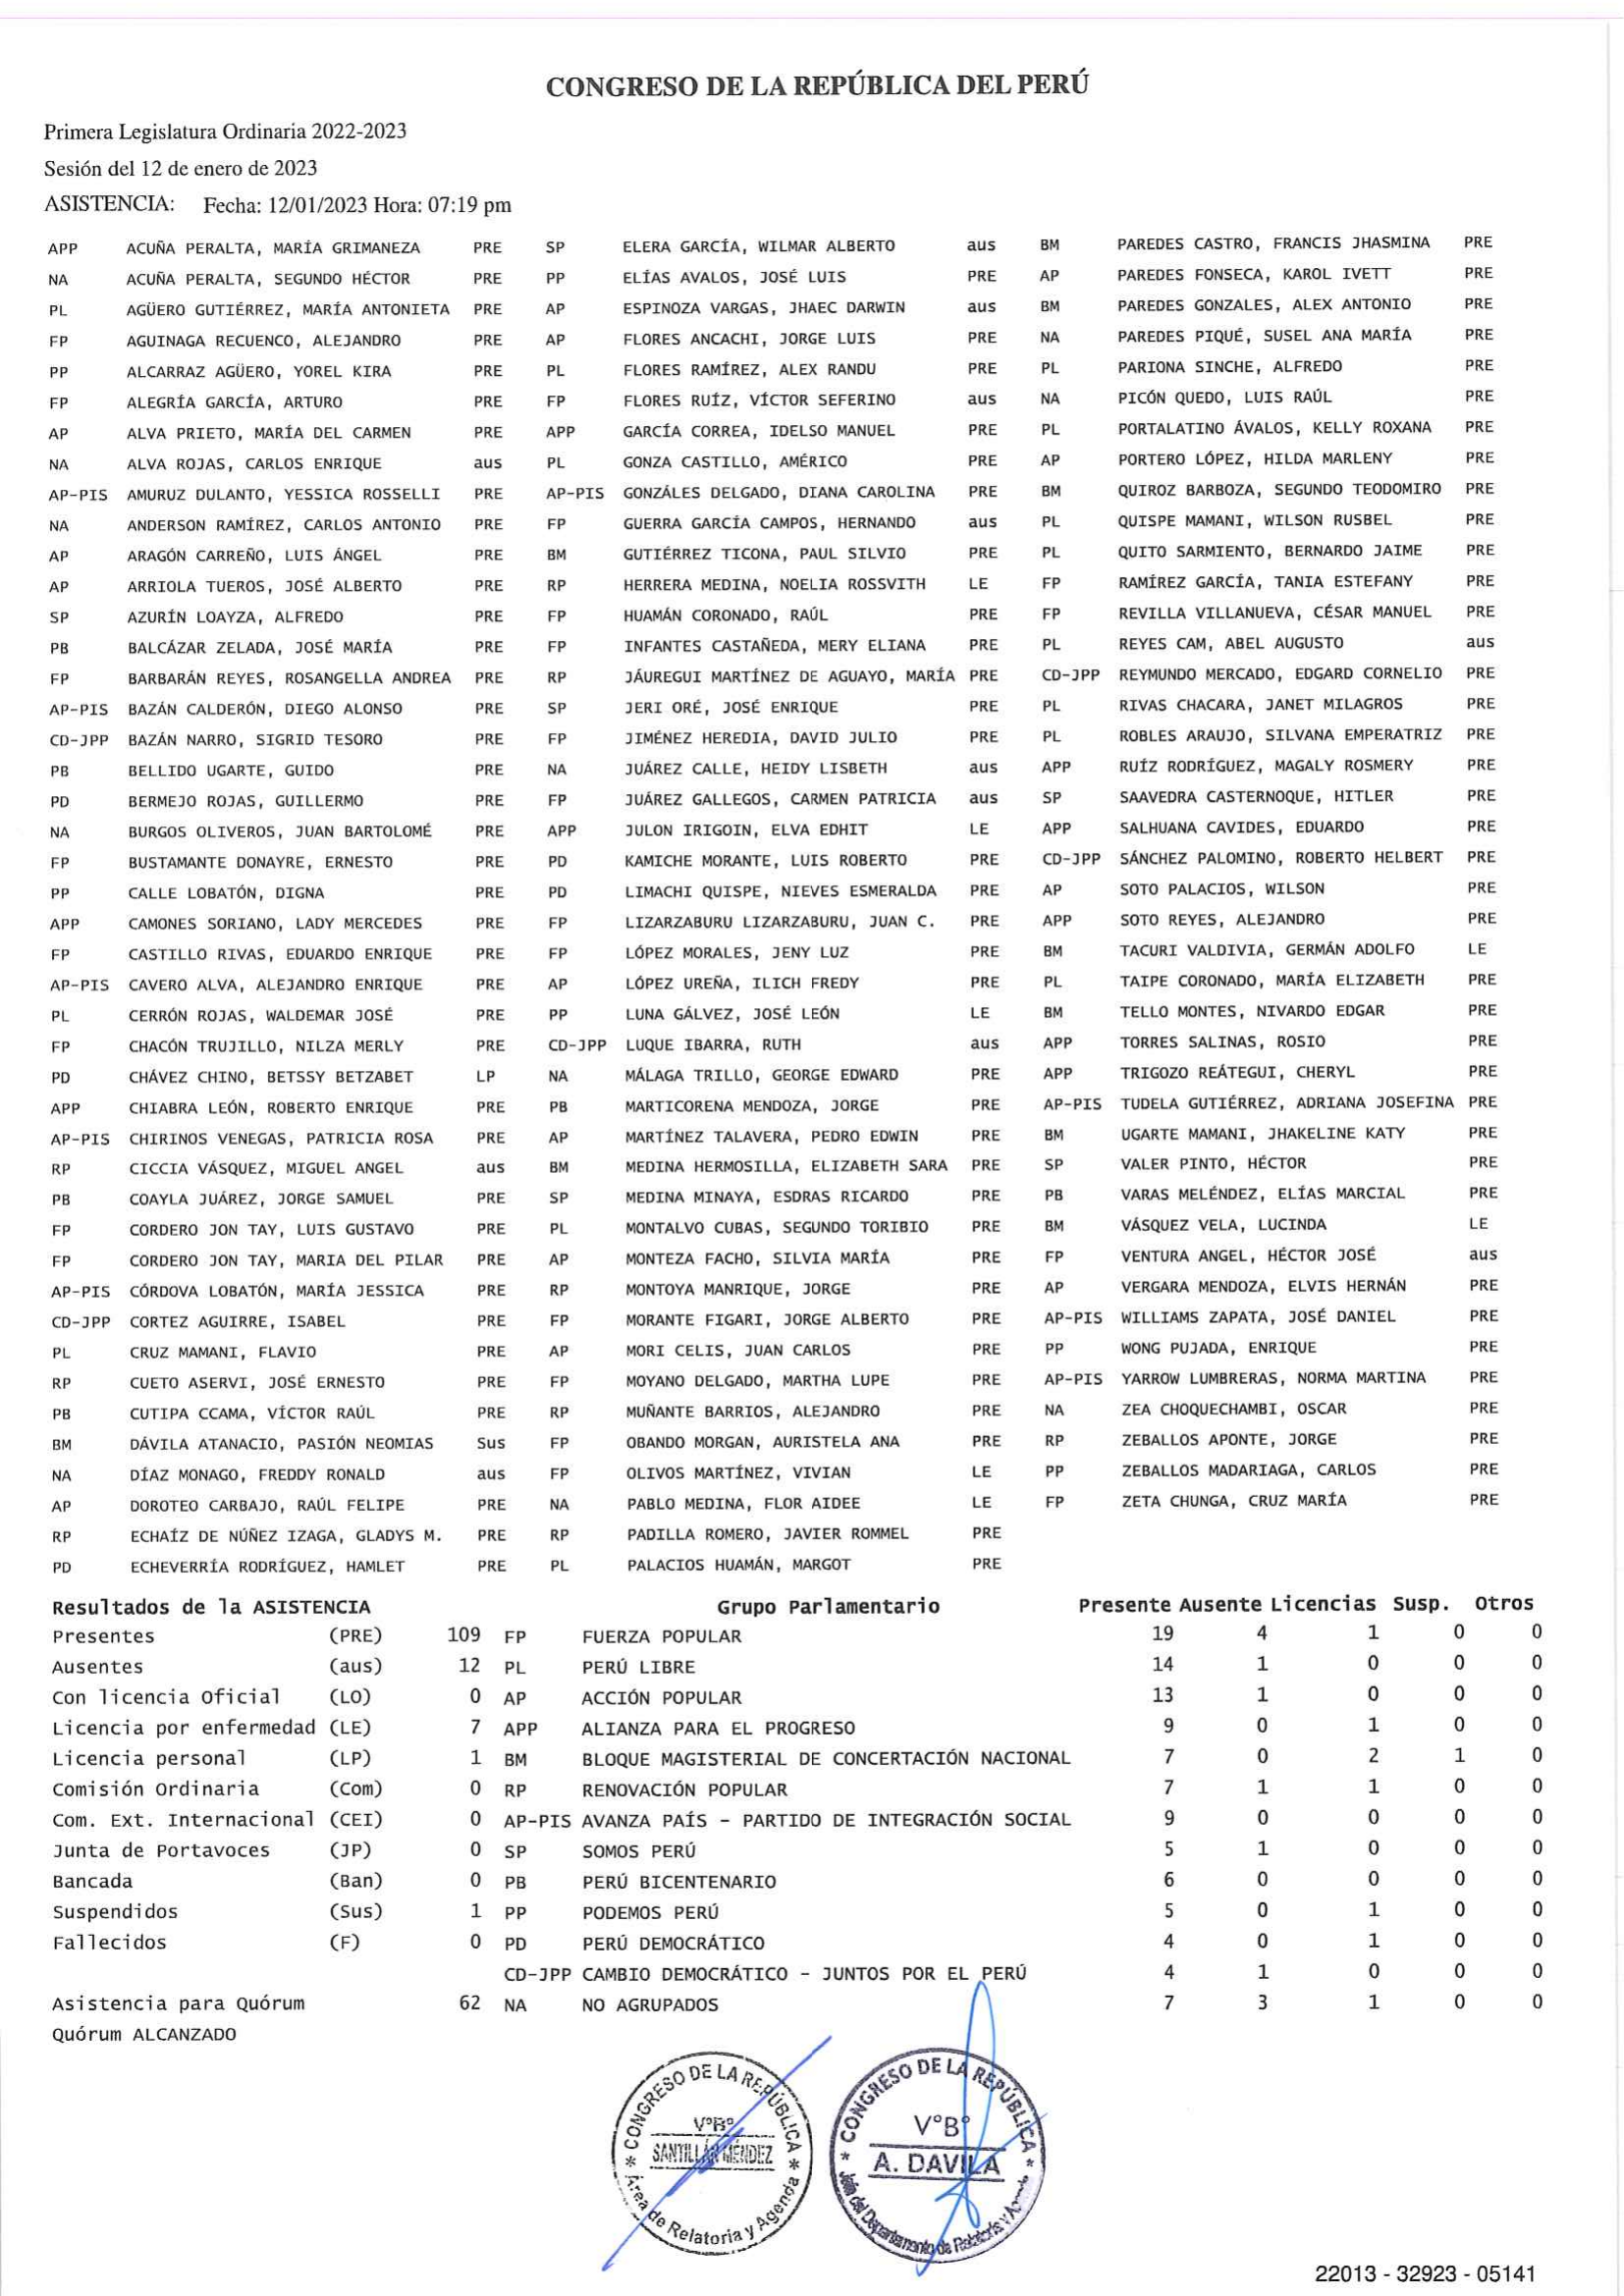 CONGRESO DE LA REPÚBLICA DEL PERÚ
Primera Legislatura Ordinaria 2022-2023
Sesión del 12 de enero de 2023
ASISTENCIA: Fecha: 12/01/2023 Hora: 07:19 pm
APP ACUÑA PERALTA, MARÍA GRIMANEZA PRE SP ELERA GARCÍA, WILMAR ALBERTO aus BM PAREDES CASTRO, FRANCIS JHASMINA PRE
NA ACUÑA PERALTA, SEGUNDO HÉCTOR PRE PP ELÍAS AVALOS, JOSÉ LUIS PRE AP PAREDES FONSECA, KAROL IVETT PRE
PL AGÜERO GUTIÉRREZ, MARÍA ANTONIETA PRE AP ESPINOZA VARGAS, JHAEC DARWIN aus BM PAREDES GONZALES, ALEX ANTONIO PRE
FP AGUINAGA RECUENCO, ALEJANDRO PRE AP FLORES ANCACHI, JORGE LUIS PRE NA PAREDES PIQUÉ, SUSEL ANA MARÍA PRE
PP ALCARRAZ AGÜERO, YOREL KIRA PRE PL FLORES RAMÍREZ, ALEX RANDU PRE PL PARIONA SINCHE, ALFREDO PRE
FP ALEGRÍA GARCÍA, ARTURO PRE FP FLORES RUÍZ, VÍCTOR SEFERINO aus NA PICÓN QUEDO, LUIS RAÚL PRE
AP ALVA PRIETO, MARÍA DEL CARMEN PRE APP GARCÍA CORREA, IDELSO MANUEL PRE PL PORTALATINO ÁVALOS, KELLY ROXANA PRE
NA ALVA ROJAS, CARLOS ENRIQUE aus PL GONZA CASTILLO, AMÉRICO PRE AP PORTERO LÓPEZ, HILDA MARLENY PRE
AP-PIS AMURUZ DULANTO, YESSICA ROSSELLI PRE AP-PIS GONZÁLES DELGADO, DIANA CAROLINA PRE BM QUIROZ BARBOZA, SEGUNDO TEODOMIRO PRE
NA ANDERSON RAMÍREZ, CARLOS ANTONIO PRE FP GUERRA GARCÍA CAMPOS, HERNANDO aus PL QUISPE MAMANI, WILSON RUSBEL PRE
AP ARAGÓN CARREÑO, LUIS ÁNGEL PRE BM GUTIÉRREZ TICONA, PAUL SILVIO PRE PL QUITO SARMIENTO, BERNARDO JAIME PRE
AP ARRIOLA TUEROS, JOSÉ ALBERTO PRE RP HERRERA MEDINA, NOELIA ROSSVITH LE FP RAMÍREZ GARCÍA, TANIA ESTEFANY PRE
SP AZURÍN LOAYZA, ALFREDO PRE FP HUAMÁN CORONADO, RAÚL PRE FP REVILLA VILLANUEVA, CÉSAR MANUEL PRE
PB BALCÁZAR ZELADA, JOSÉ MARÍA PRE FP INFANTES CASTAÑEDA, MERY ELIANA PRE PL REYES CAM, ABEL AUGUSTO aus
FP BARBARÁN REYES, ROSANGELLA ANDREA PRE RP JÁUREGUI MARTÍNEZ DE AGUAYO, MARÍA PRE CD-JPP REYMUNDO MERCADO, EDGARD CORNELIO PRE
AP-PIS BAZÁN CALDERÓN, DIEGO ALONSO PRE SP JERI ORÉ, JOSÉ ENRIQUE PRE PL RIVAS CHACARA, JANET MILAGROS PRE
CD-JPP BAZÁN NARRO, SIGRID TESORO PRE FP JIMÉNEZ HEREDIA, DAVID JULIO PRE PL ROBLES ARAUJO, SILVANA EMPERATRIZ PRE
PB BELLIDO UGARTE, GUIDO PRE NA JUÁREZ CALLE, HEIDY LISBETH aus APP RUÍZ RODRÍGUEZ, MAGALY ROSMERY PRE
PD BERMEJO ROJAS, GUILLERMO PRE FP JUÁREZ GALLEGOS, CARMEN PATRICIA aus SP SAAVEDRA CASTERNOQUE, HITLER PRE
NA BURGOS OLIVEROS, JUAN BARTOLOMÉ PRE APP JULON IRIGOIN, ELVA EDHIT LE APP SALHUANA CAVIDES, EDUARDO PRE
FP BUSTAMANTE DONAYRE, ERNESTO PRE PD KAMICHE MORANTE, LUIS ROBERTO PRE CD-JPP SÁNCHEZ PALOMINO, ROBERTO HELBERT PRE
PP CALLE LOBATÓN, DIGNA PRE PD LIMACHI QUISPE, NIEVES ESMERALDA PRE AP SOTO PALACIOS, WILSON PRE
APP CAMONES SORIANO, LADY MERCEDES PRE FP LIZARZABURU LIZARZABURU, JUAN C. PRE APP SOTO REYES, ALEJANDRO PRE
FP CASTILLO RIVAS, EDUARDO ENRIQUE PRE FP LÓPEZ MORALES, JENY LUZ PRE BM TACURI VALDIVIA, GERMÁN ADOLFO LE
AP-PIS CAVERO ALVA, ALEJANDRO ENRIQUE PRE AP LÓPEZ UREÑA, ILICH FREDY PRE PL TAIPE CORONADO, MARÍA ELIZABETH PRE
PL CERRÓN ROJAS, WALDEMAR JOSÉ PRE PP LUNA GÁLVEZ, JOSÉ LEÓN LE BM TELLO MONTES, NIVARDO EDGAR PRE
FP CHACÓN TRUJILLO, NILZA MERLY PRE CD-JPP LUQUE IBARRA, RUTH aus APP TORRES SALINAS, ROSIO PRE
PD CHÁVEZ CHINO, BETSSY BETZABET LP NA MÁLAGA TRILLO, GEORGE EDWARD PRE APP TRIGOZO REÁTEGUI, CHERYL PRE
APP CHIABRA LEÓN, ROBERTO ENRIQUE PRE PB MARTICORENA MENDOZA, JORGE PRE AP-PIS TUDELA GUTIÉRREZ, ADRIANA JOSEFINA PRE
AP-PIS CHIRINOS VENEGAS, PATRICIA ROSA PRE AP MARTÍNEZ TALAVERA, PEDRO EDWIN PRE BM UGARTE MAMANI, JHAKELINE KATY PRE
RP CICCIA VÁSQUEZ, MIGUEL ANGEL aus BM MEDINA HERMOSILLA, ELIZABETH SARA PRE SP VALER PINTO, HÉCTOR PRE
PB COAYLA JUÁREZ, JORGE SAMUEL PRE SP MEDINA MINAYA, ESDRAS RICARDO PRE PB VARAS MELÉNDEZ, ELÍAS MARCIAL PRE
FP CORDERO JON TAY, LUIS GUSTAVO PRE PL MONTALVO CUBAS, SEGUNDO TORIBIO PRE BM VÁSQUEZ VELA, LUCINDA LE
FP CORDERO JON TAY, MARIA DEL PILAR PRE AP MONTEZA FACHO, SILVIA MARÍA PRE FP VENTURA ANGEL, HÉCTOR JOSÉ aus
AP-PIS CÓRDOVA LOBATÓN, MARÍA JESSICA PRE RP MONTOYA MANRIQUE, JORGE PRE AP VERGARA MENDOZA, ELVIS HERNÁN PRE
CD-JPP CORTEZ AGUIRRE, ISABEL PRE FP MORANTE FIGARI, JORGE ALBERTO PRE AP-PIS WILLIAMS ZAPATA, JOSÉ DANIEL PRE
PL CRUZ MAMANI, FLAVIO PRE AP MORI CELIS, JUAN CARLOS PRE PP WONG PUJADA, ENRIQUE PRE
RP CUETO ASERVI, JOSÉ ERNESTO PRE FP MOYANO DELGADO, MARTHA LUPE PRE AP-PIS YARROW LUMBRERAS, NORMA MARTINA PRE
PB CUTIPA CCAMA, VÍCTOR RAÚL PRE RP MUÑANTE BARRIOS, ALEJANDRO PRE NA ZEA CHOQUECHAMBI, OSCAR PRE
BM DÁVILA ATANACIO, PASIÓN NEOMIAS Sus FP OBANDO MORGAN, AURISTELA ANA PRE RP ZEBALLOS APONTE, JORGE PRE
NA DÍAZ MONAGO, FREDDY RONALD aus FP OLIVOS MARTÍNEZ, VIVIAN LE PP ZEBALLOS MADARIAGA, CARLOS PRE
AP DOROTEO CARBAJO, RAÚL FELIPE PRE NA PABLO MEDINA, FLOR AIDEE LE FP ZETA CHUNGA, CRUZ MARÍA PRE
RP ECHAÍZ DE NÚÑEZ IZAGA, GLADYS M. PRE RP PADILLA ROMERO, JAVIER ROMMEL PRE
PD ECHEVERRÍA RODRÍGUEZ, HAMLET PRE PL PALACIOS HUAMÁN, MARGOT PRE
Resultados de la ASISTENCIA Grupo Parlamentario Presente Ausente Licencias Susp. Otros
Presentes (PRE) 109 FP FUERZA POPULAR 19 4 1 0 0
Ausentes (aus) 12 PL PERÚ LIBRE 14 1 0 0 0
Con licencia Oficial (LO) 0 AP ACCIÓN POPULAR 13 1 0 0 0
Licencia por enfermedad (LE) 7 APP ALIANZA PARA EL PROGRESO 9 0 1 0 0
Licencia personal (LP) 1 BM BLOQUE MAGISTERIAL DE CONCERTACIÓN NACIONAL 7 0 2 1 0
Comisión Ordinaria (Com) 0 RP RENOVACIÓN POPULAR 7 1 1 0 0
Com. Ext. Internacional (CEI) 0 AP-PIS AVANZA PAÍS - PARTIDO DE INTEGRACIÓN SOCIAL 9 0 0 0 0
Junta de Portavoces (JP) 0 SP SOMOS PERÚ 5 1 0 0 0
Bancada (Ban) 0 PB PERÚ BICENTENARIO 6 0 0 0 0
Suspendidos (Sus) 1 PP PODEMOS PERÚ 5 0 1 0 0
Fallecidos (F) 0 PD PERÚ DEMOCRÁTICO 4 0 1 0 0
CD-JPP CAMBIO DEMOCRÁTICO - JUNTOS POR EL PERÚ 4 1 0 0 0
Asistencia para Quórum 62 NA NO AGRUPADOS 7 3 1 0 0
Quórum ALCANZADO
* CONGRESO DE LA REPÚBLICA *
V°B°
SANTILLÁN MÉNDEZ
Área de Relatoria y Agenda
* CONGRESO DE LA REPÚBLICA *
V°B°
A. DAVILA
Jefa del Departamento de Relatoría y Agenda
22013 - 32923 - 05141